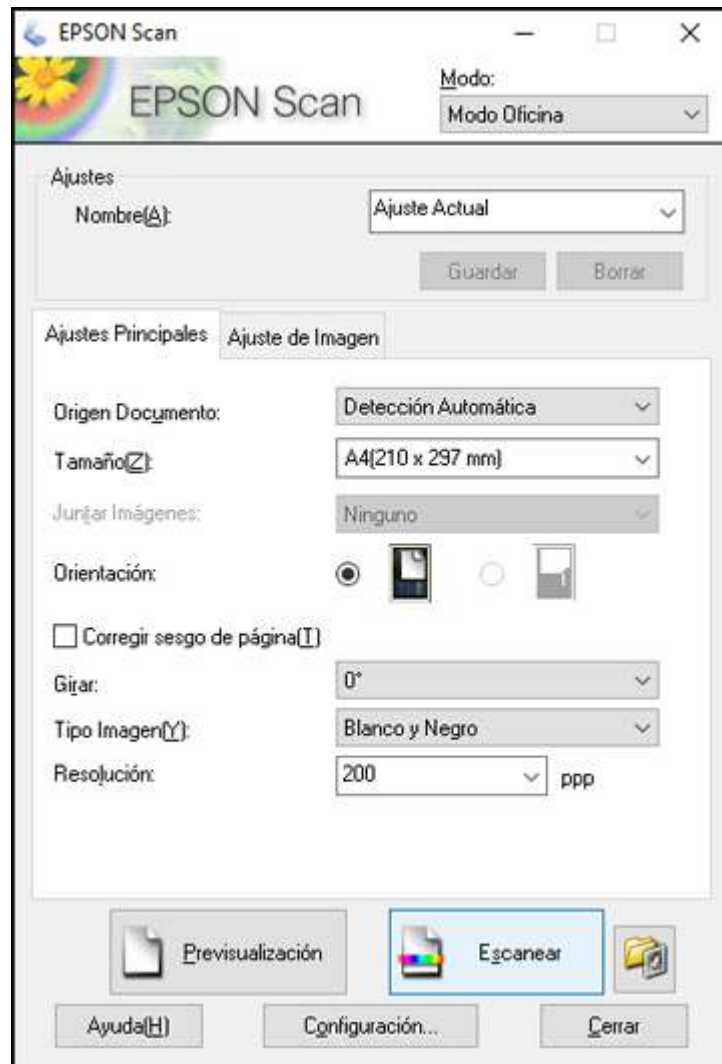 EPSON Scan
EPSON Scan
Modo:
Modo Oficina
Ajustes
Nombre(A):
Ajuste Actual
Guardar
Borrar
Ajustes Principales
Ajuste de Imagen
Origen Documento:
Detección Automática
Tamaño(Z):
A4(210 x 297 mm)
Juntar Imágenes:
Ninguno
Orientación:
Corregir sesgo de página(T)
Girar:
0°
Tipo Imagen(Y):
Blanco y Negro
Resolución:
200
ppp
Previsualización
Escanear
Ayuda(H)
Configuración...
Cerrar